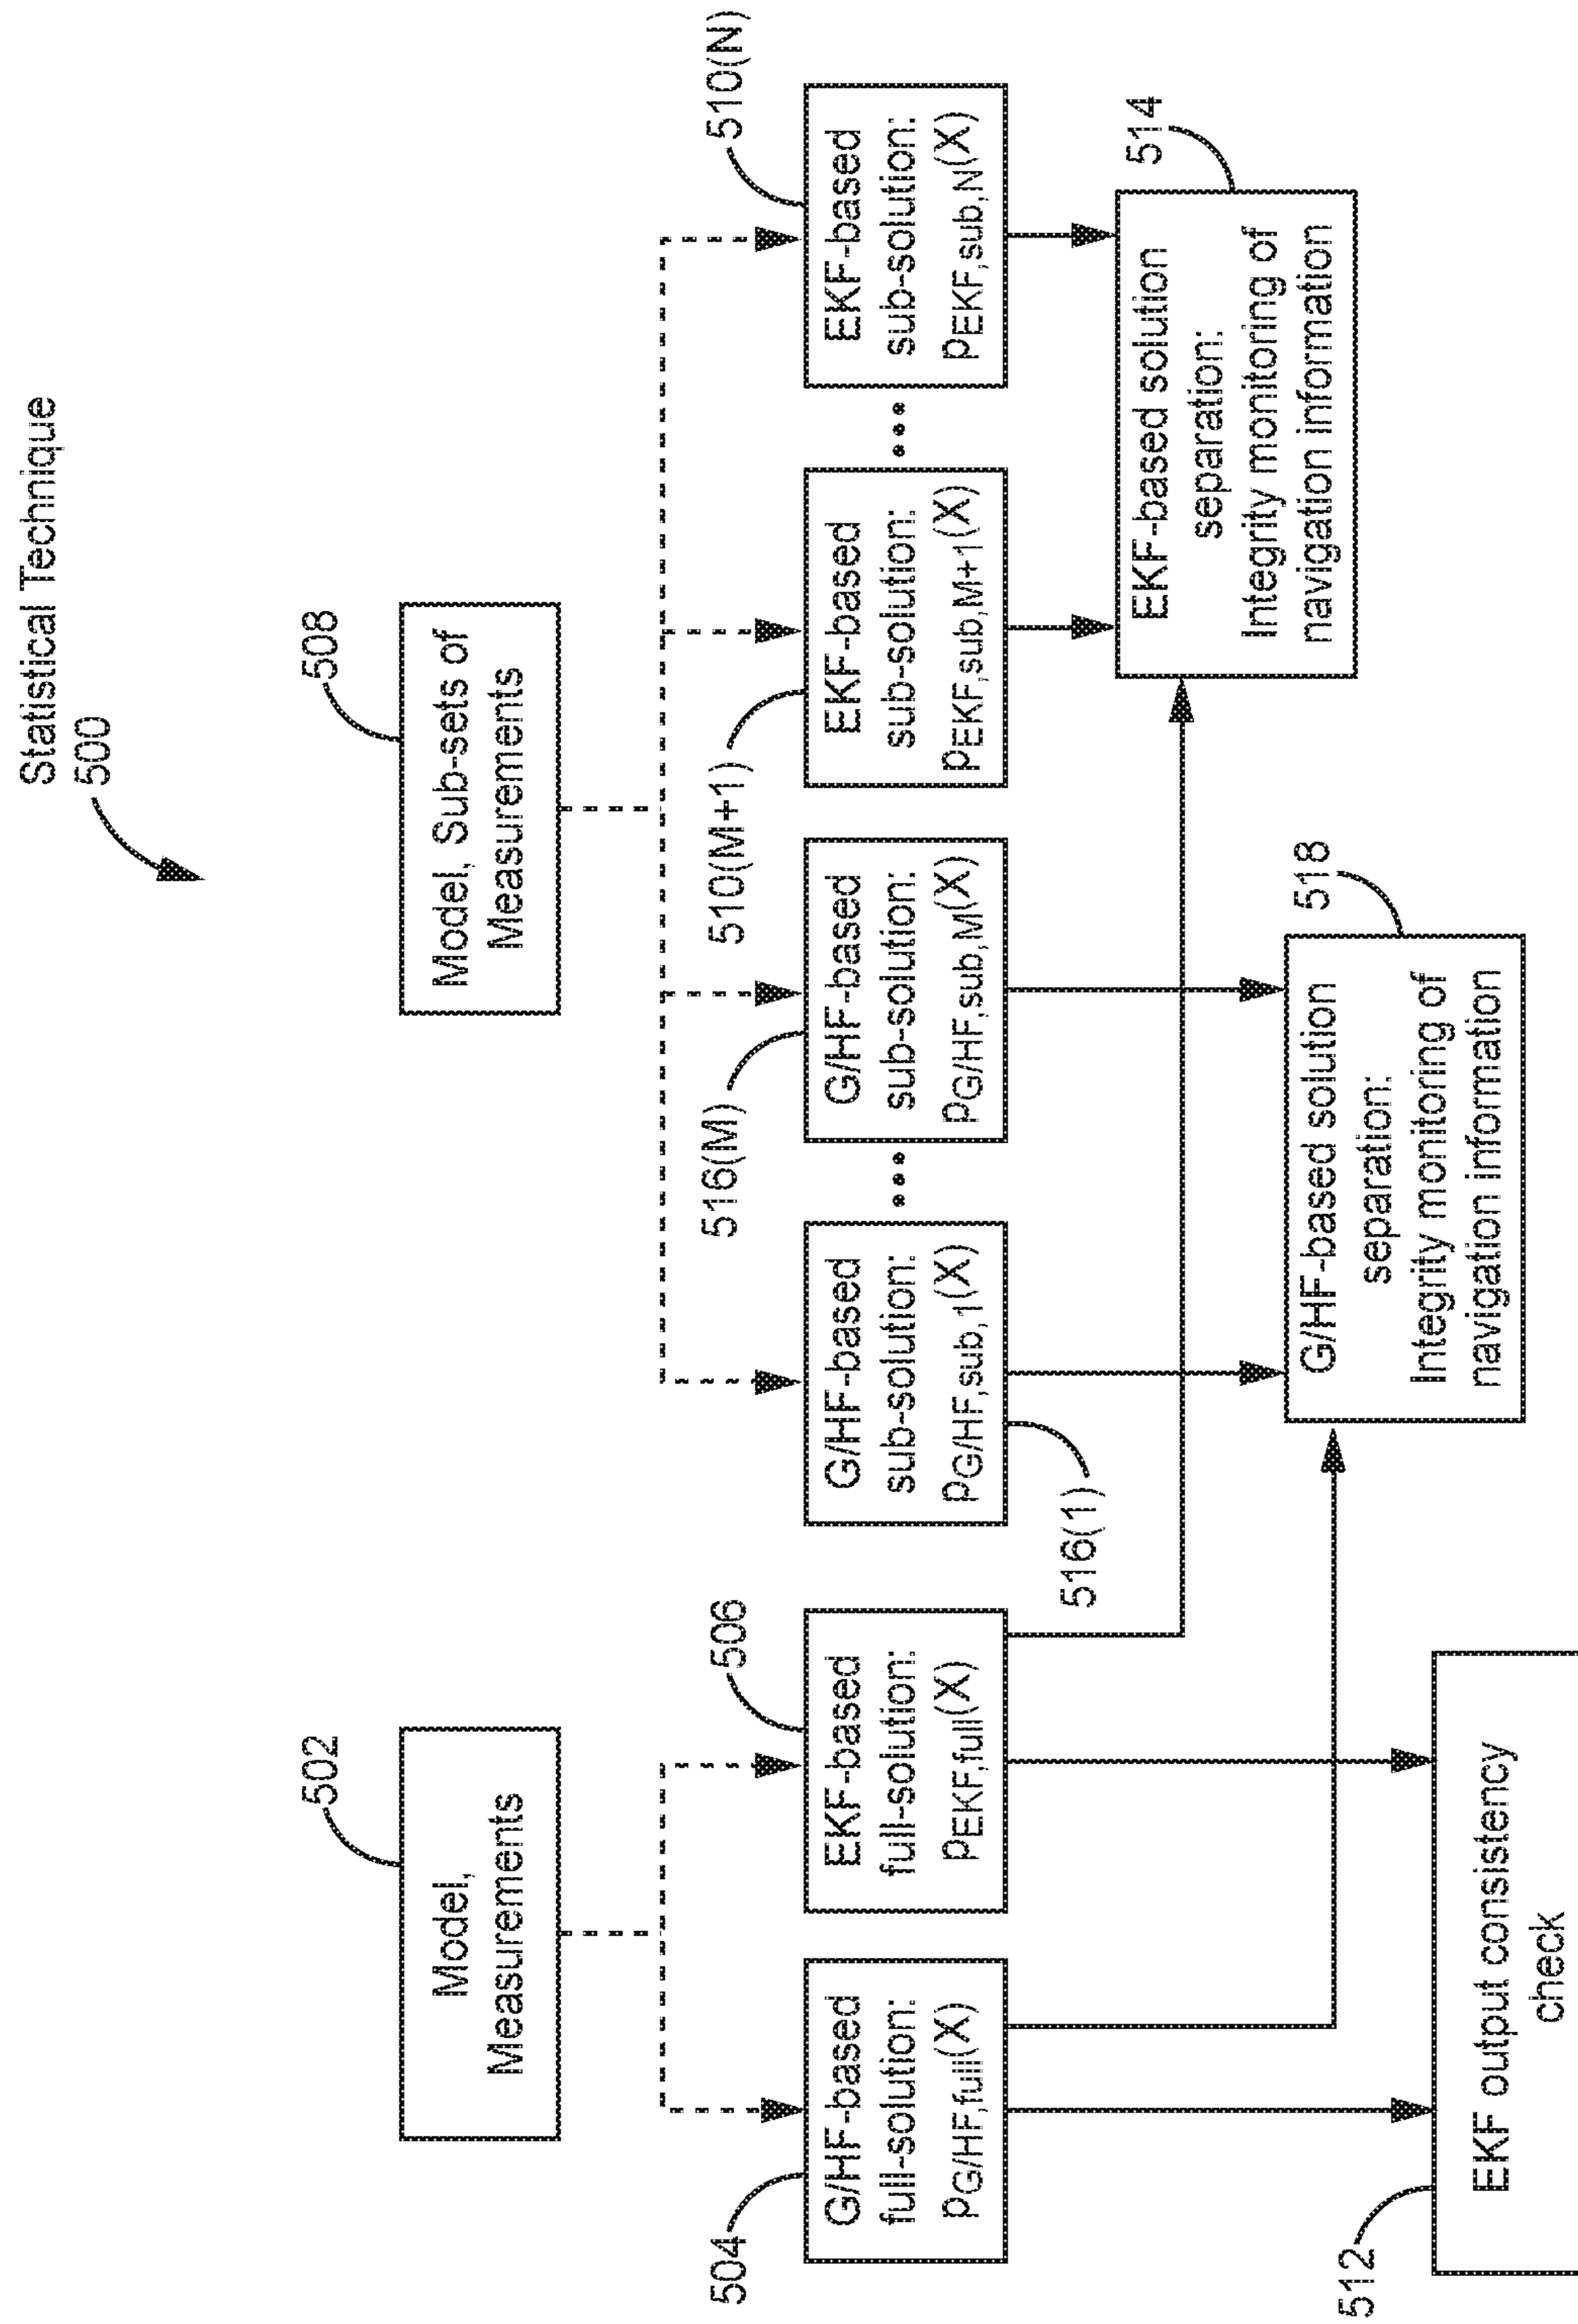 Statistical Technique
500
502
Model,
Measurements
508
Model, Sub-sets of
Measurements
504
G/HF-based
full-solution:
pG/HF,full(X)
506
EKF-based
full-solution:
pEKF,full(X)
516(1)
G/HF-based
sub-solution:
pG/HF,sub,1(X)
•••
516(M)
G/HF-based
sub-solution:
pG/HF,sub,M(X)
510(M+1)
EKF-based
sub-solution:
pEKF,sub,M+1(X)
•••
510(N)
EKF-based
sub-solution:
pEKF,sub,N(X)
514
EKF-based solution
separation:
Integrity monitoring of
navigation information
518
G/HF-based solution
separation:
Integrity monitoring of
navigation information
512
EKF output consistency
check